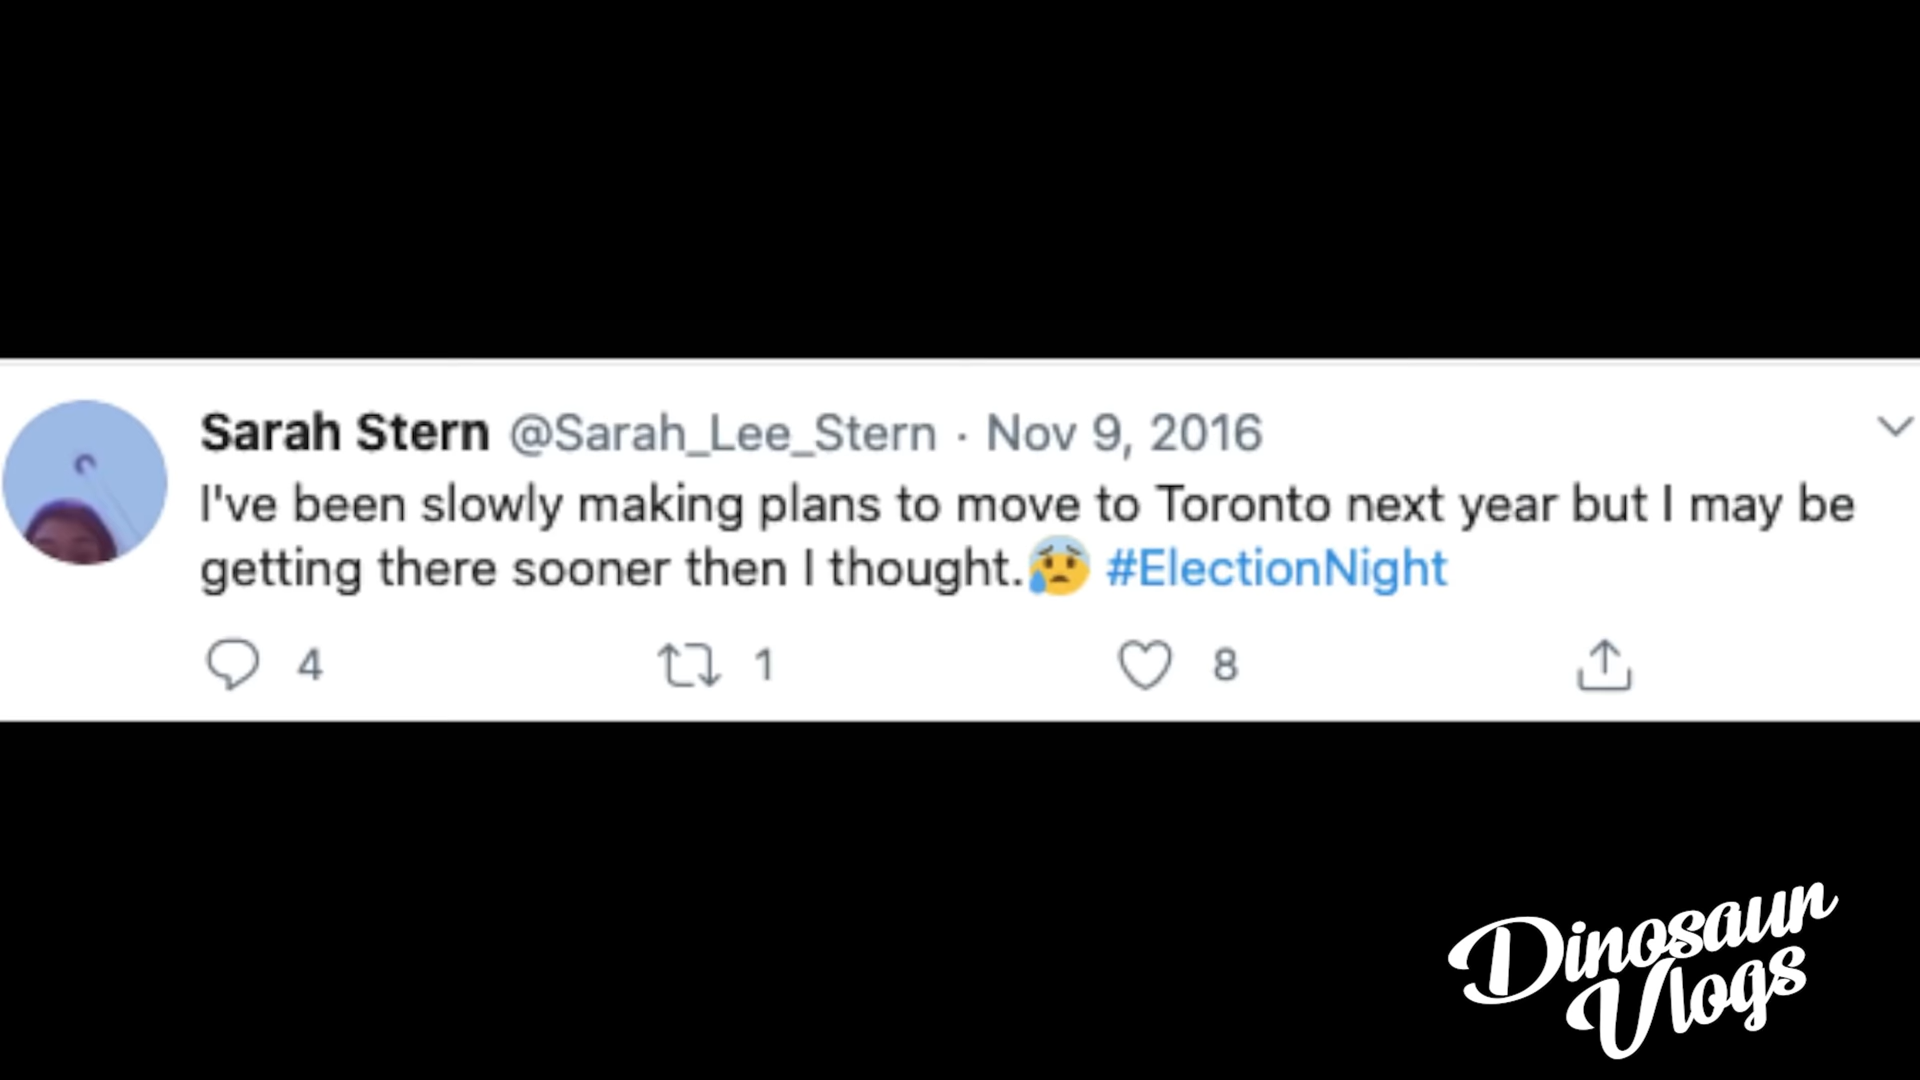 Sarah Stern @Sarah_Lee_Stern · Nov 9, 2016
I've been slowly making plans to move to Toronto next year but I may be
getting there sooner then I thought.😰 #ElectionNight
4 1 8
Dinosaur
Vlogs